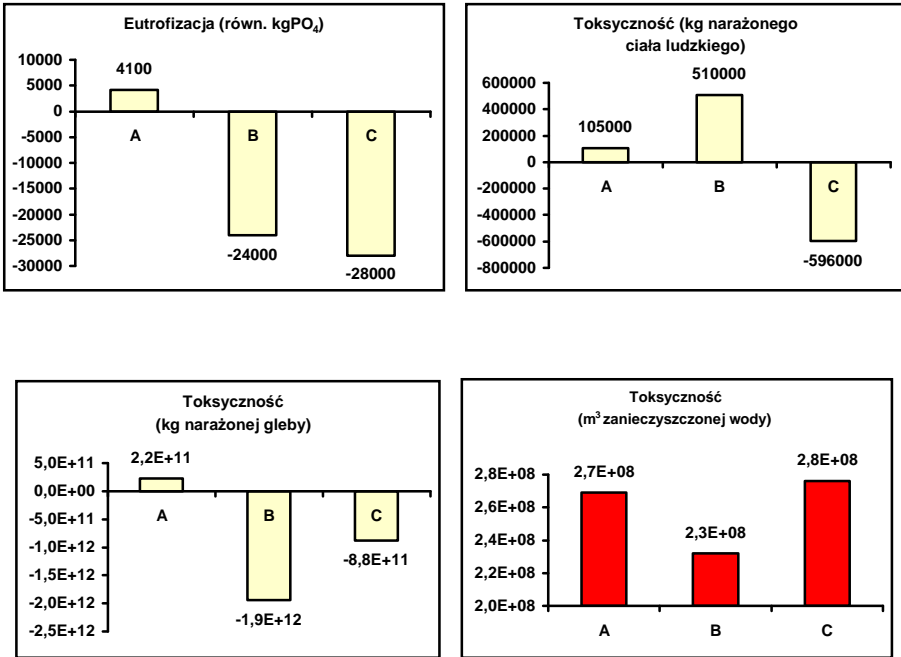 Eutrofizacja (równ. kgPO₄)
10000
5000
0
-5000
-10000
-15000
-20000
-25000
-30000
4100
A
B
C
-24000
-28000
Toksyczność (kg narażonego
ciała ludzkiego)
600000
400000
200000
0
-200000
-400000
-600000
-800000
105000
510000
A
B
C
-596000
Toksyczność
(kg narażonej gleby)
5,0E+11
0,0E+00
-5,0E+11
-1,0E+12
-1,5E+12
-2,0E+12
-2,5E+12
2,2E+11
A
B
C
-8,8E+11
-1,9E+12
Toksyczność
(m³ zanieczyszczonej wody)
2,8E+08
2,6E+08
2,4E+08
2,2E+08
2,0E+08
2,7E+08
2,3E+08
2,8E+08
A
B
C